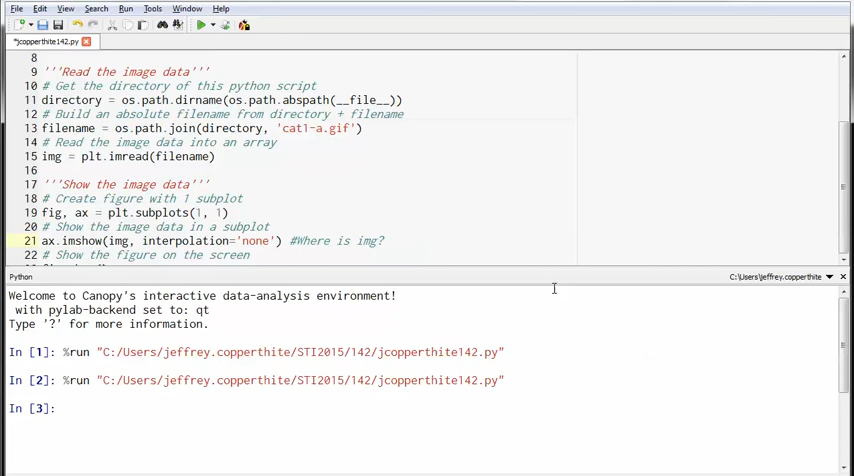 File Edit View Search Run Tools Window Help
*jcopperthite142.py
8
9 '''Read the image data'''
10 # Get the directory of this python script
11 directory = os.path.dirname(os.path.abspath(__file__))
12 # Build an absolute filename from directory + filename
13 filename = os.path.join(directory, 'cat1-a.gif')
14 # Read the image data into an array
15 img = plt.imread(filename)
16
17 '''Show the image data'''
18 # Create figure with 1 subplot
19 fig, ax = plt.subplots(1, 1)
20 # Show the image data in a subplot
21 ax.imshow(img, interpolation='none') #Where is img?
22 # Show the figure on the screen
Python C:\Users\jeffrey.copperthite
Welcome to Canopy's interactive data-analysis environment!
with pylab-backend set to: qt
Type '?' for more information.
In [1]: %run "C:/Users/jeffrey.copperthite/STI2015/142/jcopperthite142.py"
In [2]: %run "C:/Users/jeffrey.copperthite/STI2015/142/jcopperthite142.py"
In [3]: